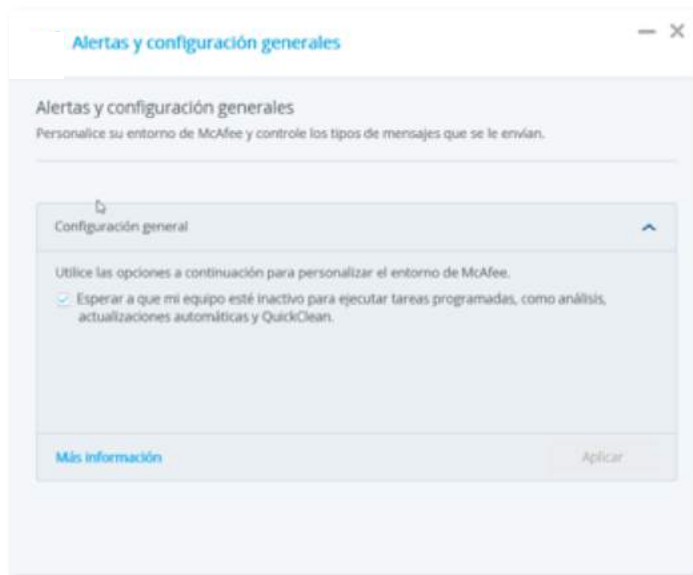 Alertas y configuración generales
Alertas y configuración generales
Personalice su entorno de McAfee y controle los tipos de mensajes que se le envían.
Configuración general
Utilice las opciones a continuación para personalizar el entorno de McAfee.
Esperar a que mi equipo esté inactivo para ejecutar tareas programadas, como análisis,
actualizaciones automáticas y QuickClean.
Más información
Aplicar